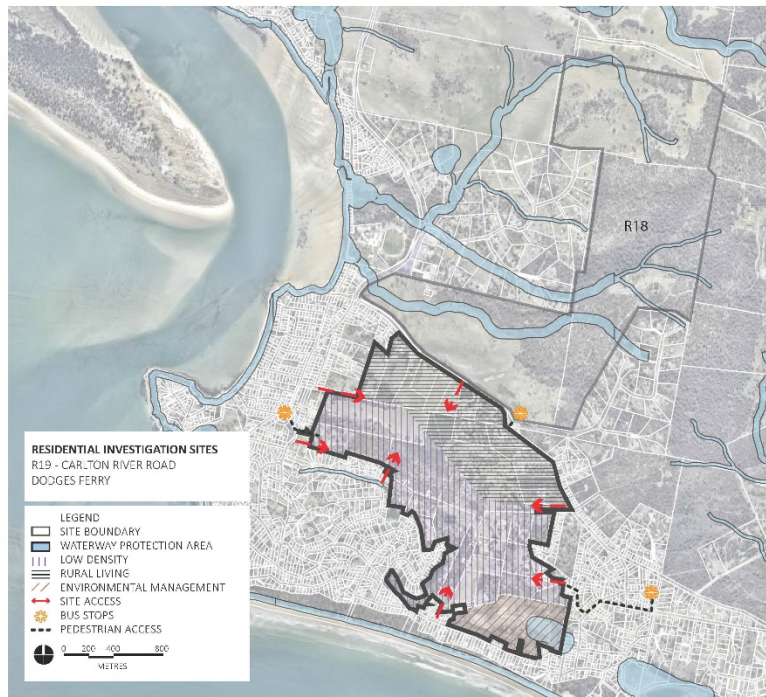 R18
RESIDENTIAL INVESTIGATION SITES
R19 - CARLTON RIVER ROAD
DODGES FERRY
LEGEND
SITE BOUNDARY
WATERWAY PROTECTION AREA
LOW DENSITY
RURAL LIVING
ENVIRONMENTAL MANAGEMENT
SITE ACCESS
BUS STOPS
PEDESTRIAN ACCESS
0 200 400 800
METRES